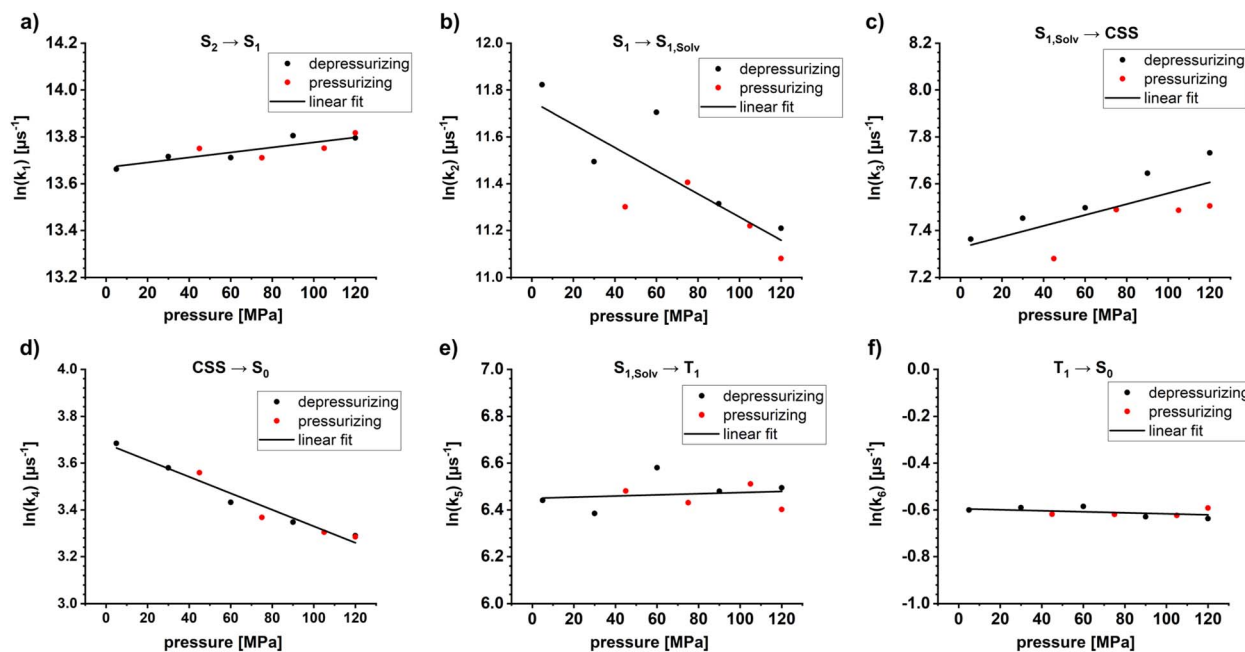 a)
S₂ → S₁
ln(k₁) [µs⁻¹]
14.2
14.0
13.8
13.6
13.4
13.2
depressurizing
pressurizing
linear fit
0 20 40 60 80 100 120
pressure [MPa]
b)
S₁ → S₁,Solv
ln(k₂) [µs⁻¹]
12.0
11.8
11.6
11.4
11.2
11.0
depressurizing
pressurizing
linear fit
0 20 40 60 80 100 120
pressure [MPa]
c)
S₁,Solv → CSS
ln(k₃) [µs⁻¹]
8.2
8.0
7.8
7.6
7.4
7.2
depressurizing
pressurizing
linear fit
0 20 40 60 80 100 120
pressure [MPa]
d)
CSS → S₀
ln(k₄) [µs⁻¹]
4.0
3.8
3.6
3.4
3.2
3.0
depressurizing
pressurizing
linear fit
0 20 40 60 80 100 120
pressure [MPa]
e)
S₁,Solv → T₁
ln(k₅) [µs⁻¹]
7.0
6.8
6.6
6.4
6.2
6.0
depressurizing
pressurizing
linear fit
0 20 40 60 80 100 120
pressure [MPa]
f)
T₁ → S₀
ln(k₆) [µs⁻¹]
0.0
-0.2
-0.4
-0.6
-0.8
-1.0
depressurizing
pressurizing
linear fit
0 20 40 60 80 100 120
pressure [MPa]